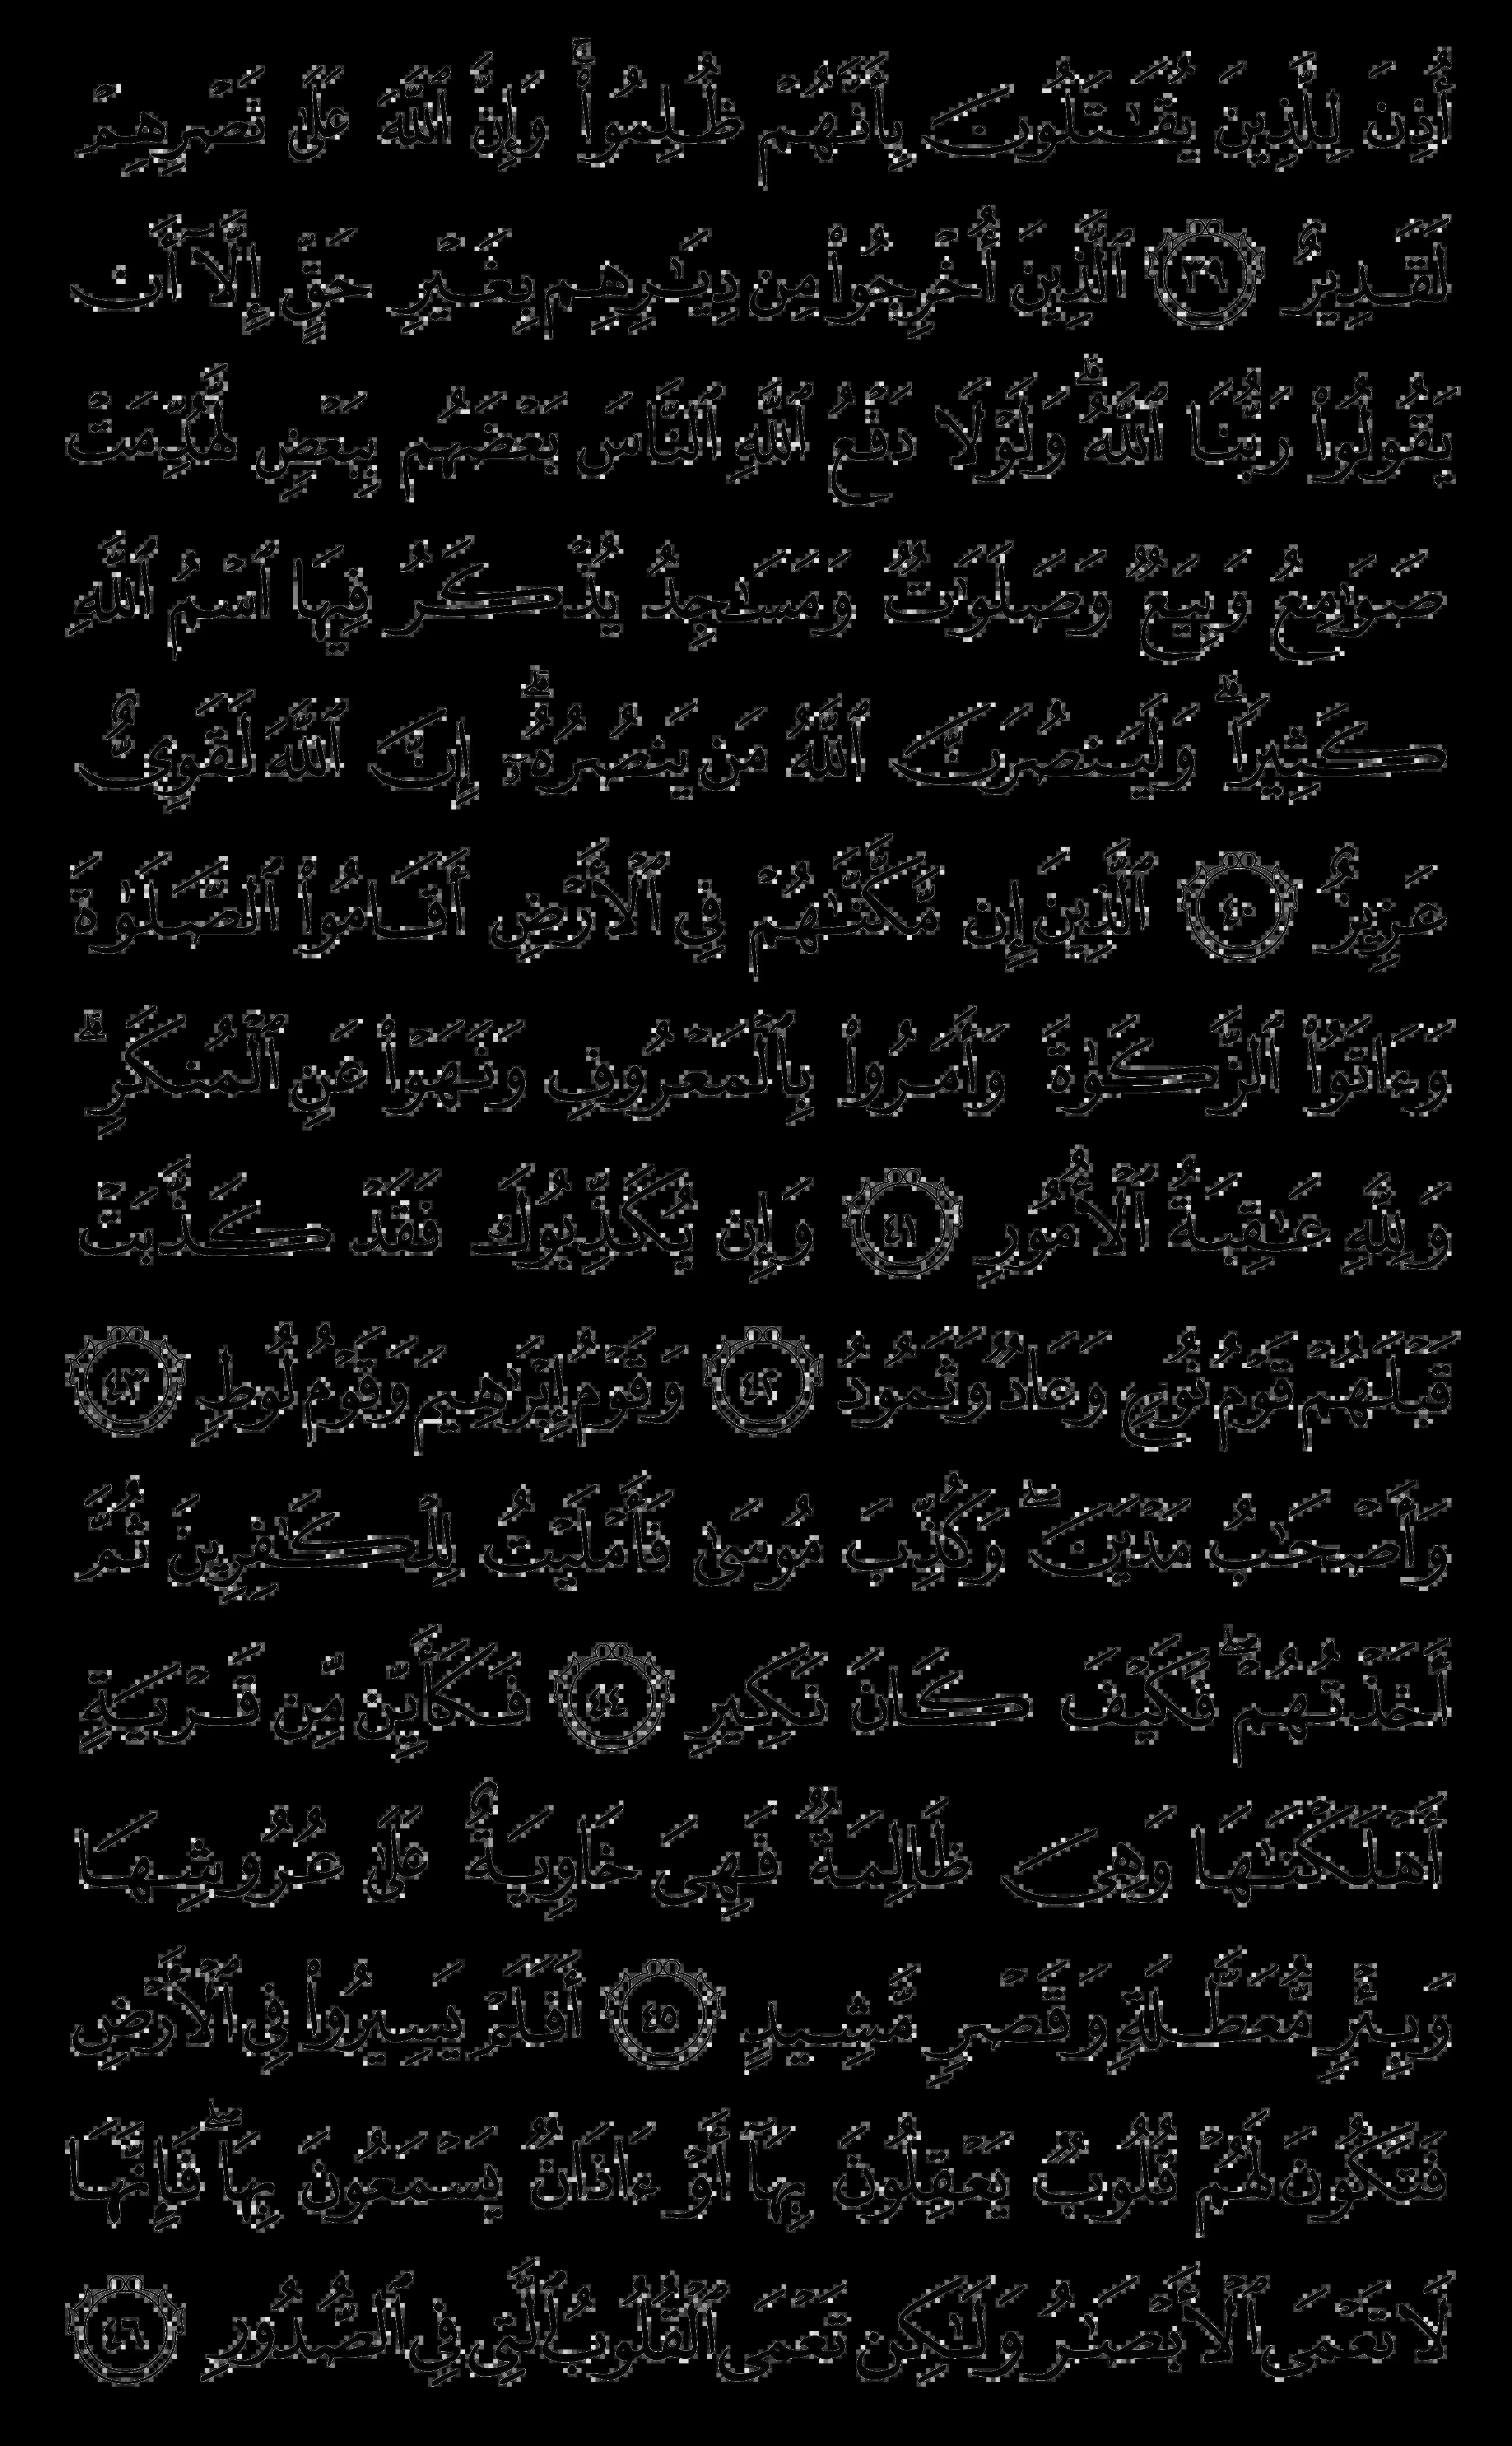 أُذِنَ لِلَّذِينَ يُقَـٰتَلُونَ بِأَنَّهُمْ ظُلِمُوا۟ ۚ وَإِنَّ ٱللَّهَ عَلَىٰ نَصْرِهِمْ
لَقَدِيرٌ ٣٩ ٱلَّذِينَ أُخْرِجُوا۟ مِن دِيَـٰرِهِم بِغَيْرِ حَقٍّ إِلَّآ أَن
يَقُولُوا۟ رَبُّنَا ٱللَّهُ ۗ وَلَوْلَا دَفْعُ ٱللَّهِ ٱلنَّاسَ بَعْضَهُم بِبَعْضٍ لَّهُدِّمَتْ
صَوَٰمِعُ وَبِيَعٌ وَصَلَوَٰتٌ وَمَسَـٰجِدُ يُذْكَرُ فِيهَا ٱسْمُ ٱللَّهِ
كَثِيرًا ۗ وَلَيَنصُرَنَّ ٱللَّهُ مَن يَنصُرُهُۥٓ ۗ إِنَّ ٱللَّهَ لَقَوِىٌّ
عَزِيزٌ ٤٠ ٱلَّذِينَ إِن مَّكَّنَّـٰهُمْ فِى ٱلْأَرْضِ أَقَامُوا۟ ٱلصَّلَوٰةَ
وَءَاتَوُا۟ ٱلزَّكَوٰةَ وَأَمَرُوا۟ بِٱلْمَعْرُوفِ وَنَهَوْا۟ عَنِ ٱلْمُنكَرِ ۗ
وَلِلَّهِ عَـٰقِبَةُ ٱلْأُمُورِ ٤١ وَإِن يُكَذِّبُوكَ فَقَدْ كَذَّبَتْ
قَبْلَهُمْ قَوْمُ نُوحٍ وَعَادٌ وَثَمُودُ ٤٢ وَقَوْمُ إِبْرَٰهِيمَ وَقَوْمُ لُوطٍ ٤٣
وَأَصْحَـٰبُ مَدْيَنَ ۖ وَكُذِّبَ مُوسَىٰ فَأَمْلَيْتُ لِلْكَـٰفِرِينَ ثُمَّ
أَخَذْتُهُمْ ۖ فَكَيْفَ كَانَ نَكِيرِ ٤٤ فَكَأَيِّن مِّن قَرْيَةٍ
أَهْلَكْنَـٰهَا وَهِىَ ظَالِمَةٌ فَهِىَ خَاوِيَةٌ عَلَىٰ عُرُوشِهَا
وَبِئْرٍ مُّعَطَّلَةٍ وَقَصْرٍ مَّشِيدٍ ٤٥ أَفَلَمْ يَسِيرُوا۟ فِى ٱلْأَرْضِ
فَتَكُونَ لَهُمْ قُلُوبٌ يَعْقِلُونَ بِهَآ أَوْ ءَاذَانٌ يَسْمَعُونَ بِهَا ۖ فَإِنَّهَا
لَا تَعْمَى ٱلْأَبْصَـٰرُ وَلَـٰكِن تَعْمَى ٱلْقُلُوبُ ٱلَّتِى فِى ٱلصُّدُورِ ٤٦